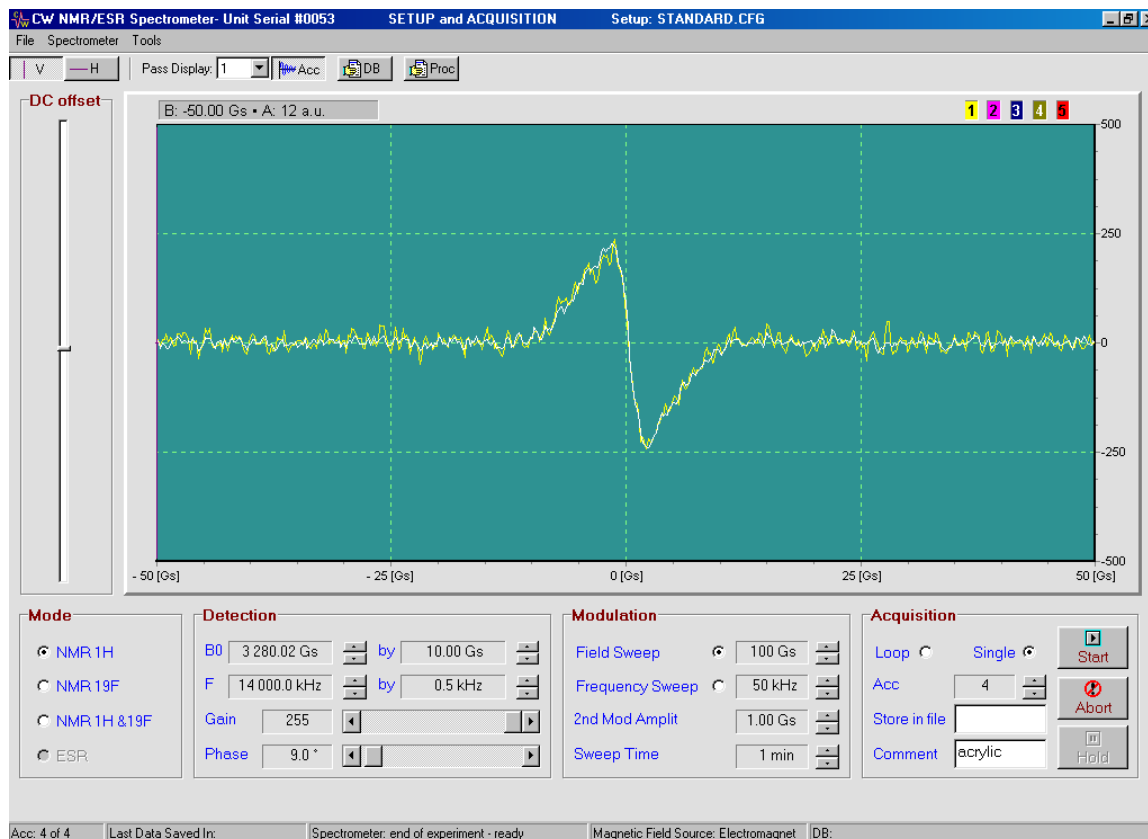 CW NMR/ESR Spectrometer- Unit Serial #0053 SETUP and ACQUISITION Setup: STANDARD.CFG
File Spectrometer Tools
V H Pass Display: 1 Acc DB Proc
DC offset
B: -50.00 Gs • A: 12 a.u.
1 2 3 4 5
500
250
0
-250
-500
- 50 [Gs] - 25 [Gs] 0 [Gs] 25 [Gs] 50 [Gs]
Mode
NMR 1H
NMR 19F
NMR 1H &19F
ESR
Detection
B0 3 280.02 Gs by 10.00 Gs
F 14 000.0 kHz by 0.5 kHz
Gain 255
Phase 9.0 °
Modulation
Field Sweep 100 Gs
Frequency Sweep 50 kHz
2nd Mod Amplit 1.00 Gs
Sweep Time 1 min
Acquisition
Loop Single
Acc 4
Store in file
Comment acrylic
Start
Abort
Hold
Acc: 4 of 4 Last Data Saved In: Spectrometer: end of experiment - ready Magnetic Field Source: Electromagnet DB: